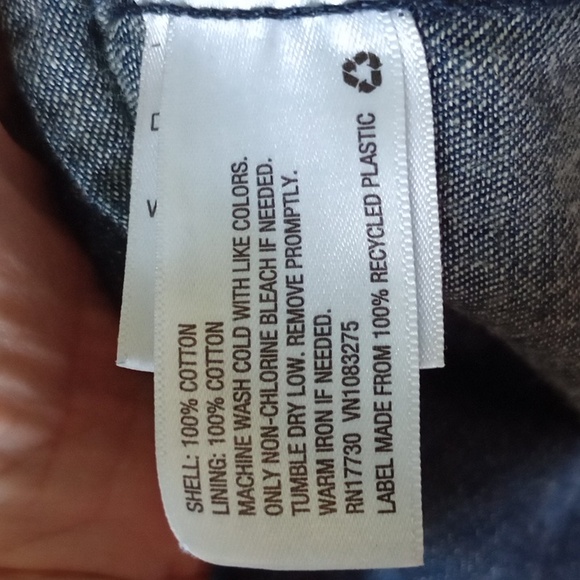 SHELL: 100% COTTON
LINING: 100% COTTON
MACHINE WASH COLD WITH LIKE COLORS.
ONLY NON-CHLORINE BLEACH IF NEEDED.
TUMBLE DRY LOW. REMOVE PROMPTLY.
WARM IRON IF NEEDED.
RN17730 VN1083275
LABEL MADE FROM 100% RECYCLED PLASTIC